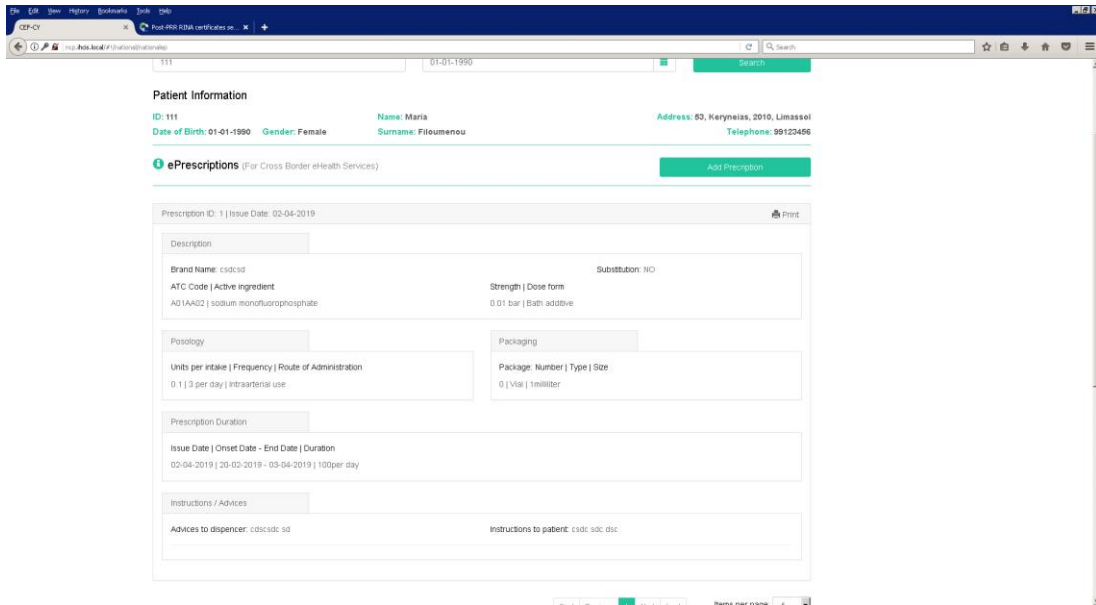 File Edit View History Bookmarks Tools Help
CEF-CY
Post-PRR RINA certificates se...
ncp.ihcis.local/#!/national/nationalep
Search
111
01-01-1990
Search
Patient Information
ID: 111
Name: Maria
Address: 53, Keryneias, 2010, Limassol
Date of Birth: 01-01-1990 Gender: Female
Surname: Filoumenou
Telephone: 99123456
ePrescriptions (For Cross Border eHealth Services)
Add Precription
Prescription ID: 1 | Issue Date: 02-04-2019
Print
Description
Brand Name: csdcsd
Substitution: NO
ATC Code | Active ingredient
Strength | Dose form
A01AA02 | sodium monofluorophosphate
0.01 bar | Bath additive
Posology
Packaging
Units per intake | Frequency | Route of Administration
Package: Number | Type | Size
0.1 | 3 per day | Intraarterial use
0 | Vial | 1milliliter
Prescription Duration
Issue Date | Onset Date - End Date | Duration
02-04-2019 | 20-02-2019 - 03-04-2019 | 100per day
Instructions / Advices
Advices to dispencer: cdscsdc sd
Instructions to patient: csdc sdc dsc
Items per page